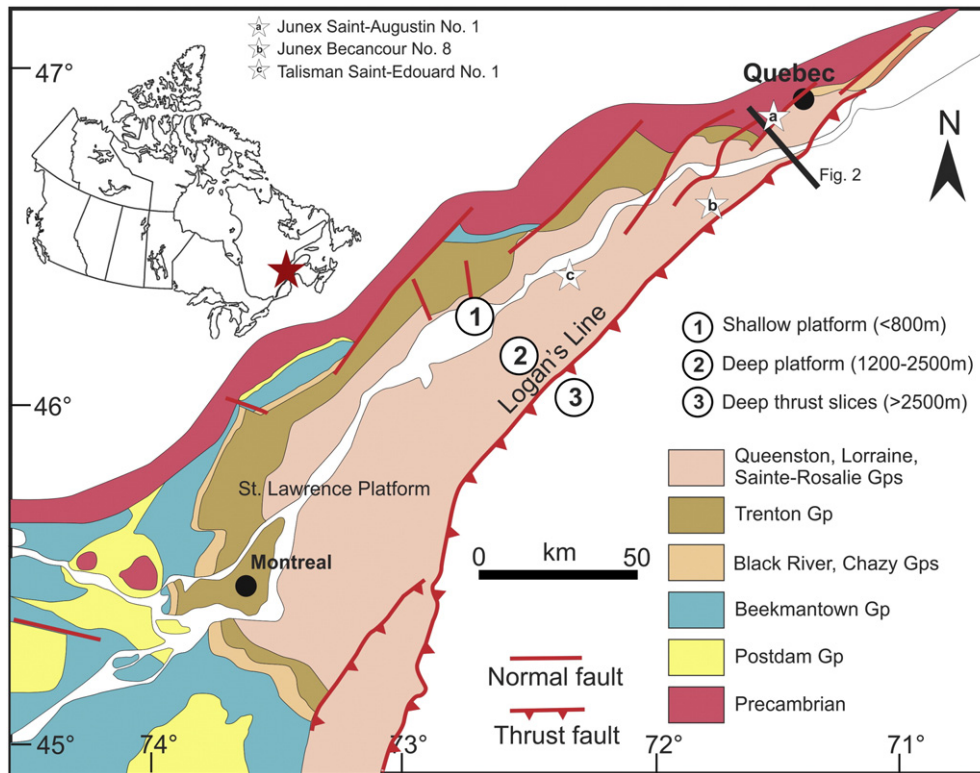 a Junex Saint-Augustin No. 1
b Junex Becancour No. 8
c Talisman Saint-Edouard No. 1
47°
Quebec
a
N
Fig. 2
b
c
1
1 Shallow platform (<800m)
2
2 Deep platform (1200-2500m)
Logan's Line
3
3 Deep thrust slices (>2500m)
46°
Queenston, Lorraine,
Sainte-Rosalie Gps
St. Lawrence Platform
Trenton Gp
km
0 50
Black River, Chazy Gps
Montreal
Beekmantown Gp
Postdam Gp
Normal fault
Precambrian
Thrust fault
45° 74° 73° 72° 71°